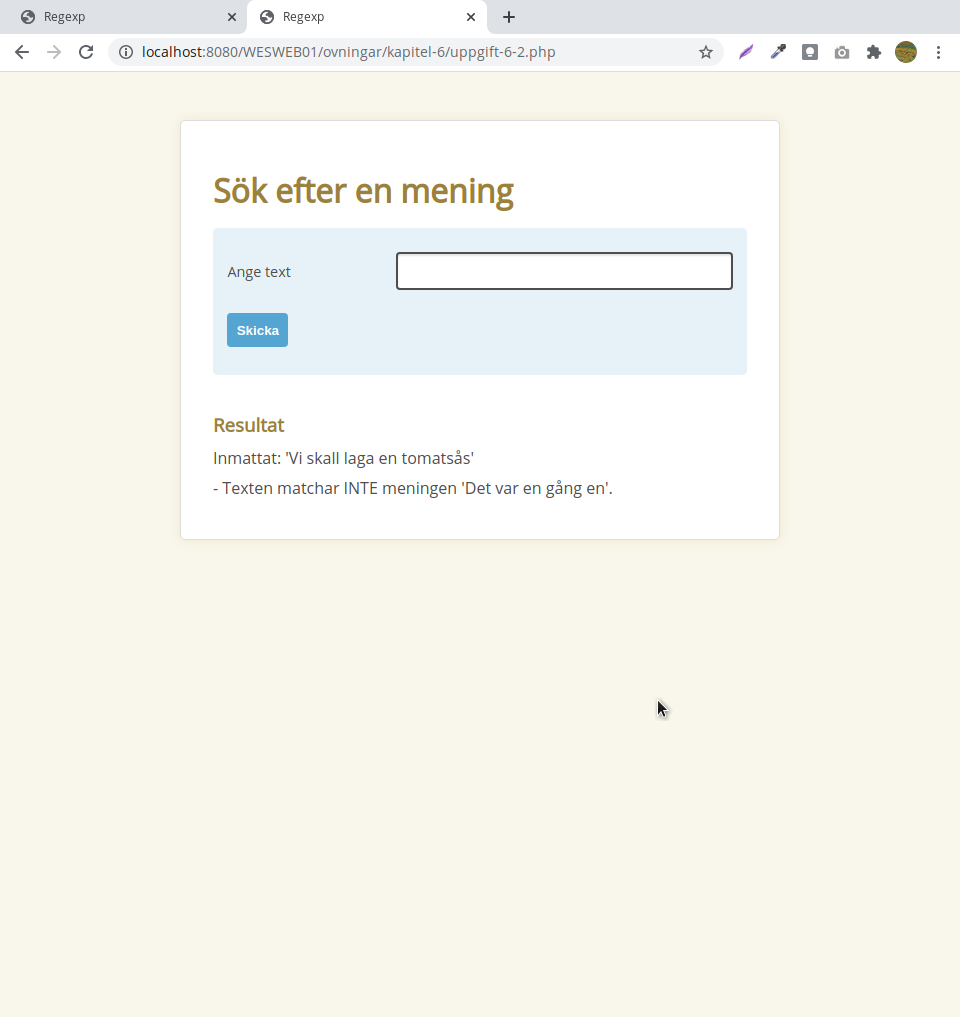 Regexp
Regexp
localhost:8080/WESWEB01/ovningar/kapitel-6/uppgift-6-2.php
Sök efter en mening
Ange text
Skicka
Resultat
Inmattat: 'Vi skall laga en tomatsås'
- Texten matchar INTE meningen 'Det var en gång en'.